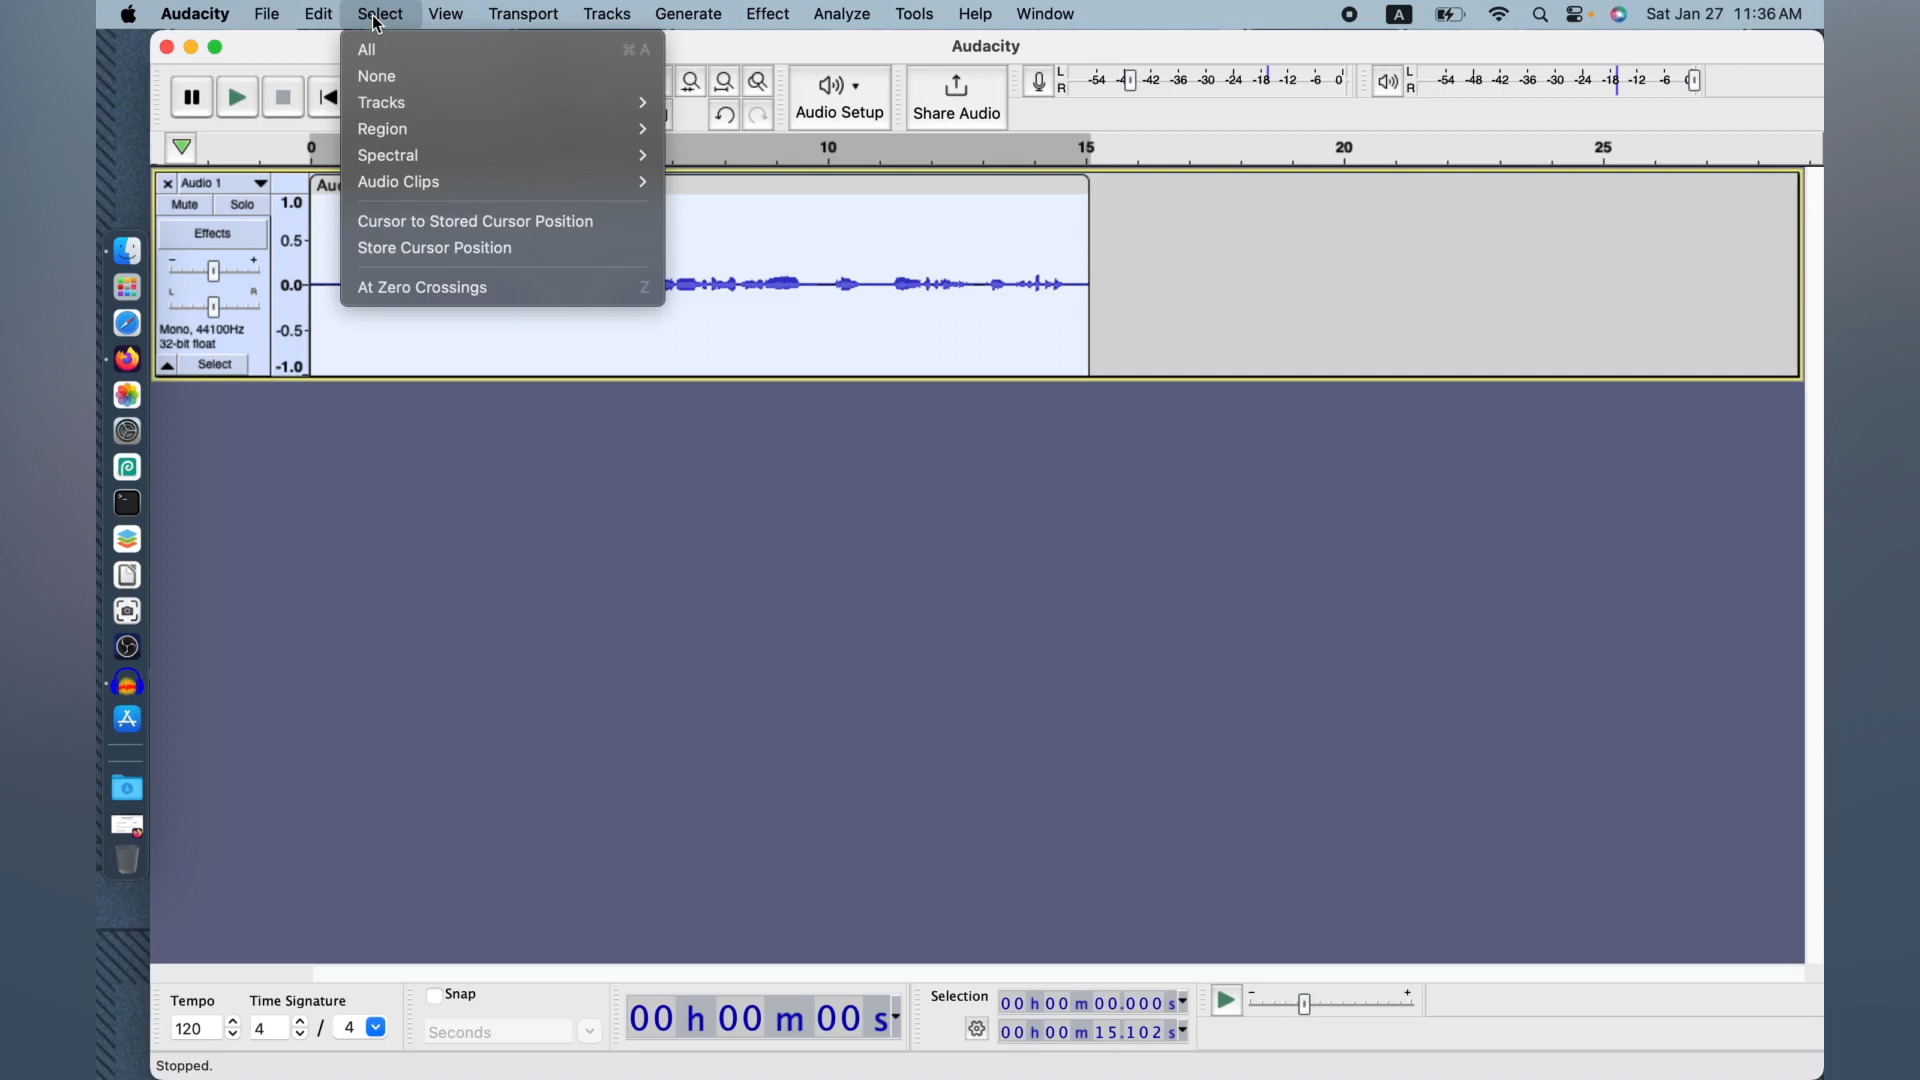 Audacity File Edit Select View Transport Tracks Generate Effect Analyze Tools Help Window A Sat Jan 27 11:36 AM
Audacity
All ⌘ A
None
Tracks
Region
Spectral
Audio Clips
Cursor to Stored Cursor Position
Store Cursor Position
At Zero Crossings Z
Audio Setup
Share Audio
L
R
-54 -42 -36 -30 -24 -18 -12 -6 0
L
R
-54 -48 -42 -36 -30 -24 -18 -12 -6
0 10 15 20 25
Audio 1
Mute Solo
Effects
- +
L R
Mono, 44100Hz
32-bit float
Select
1.0
0.5
0.0
-0.5
-1.0
Tempo
120
Time Signature
4 / 4
Snap
Seconds
00 h 00 m 00 s
Selection
00 h 00 m 00.000 s
00 h 00 m 15.102 s
- +
Stopped.